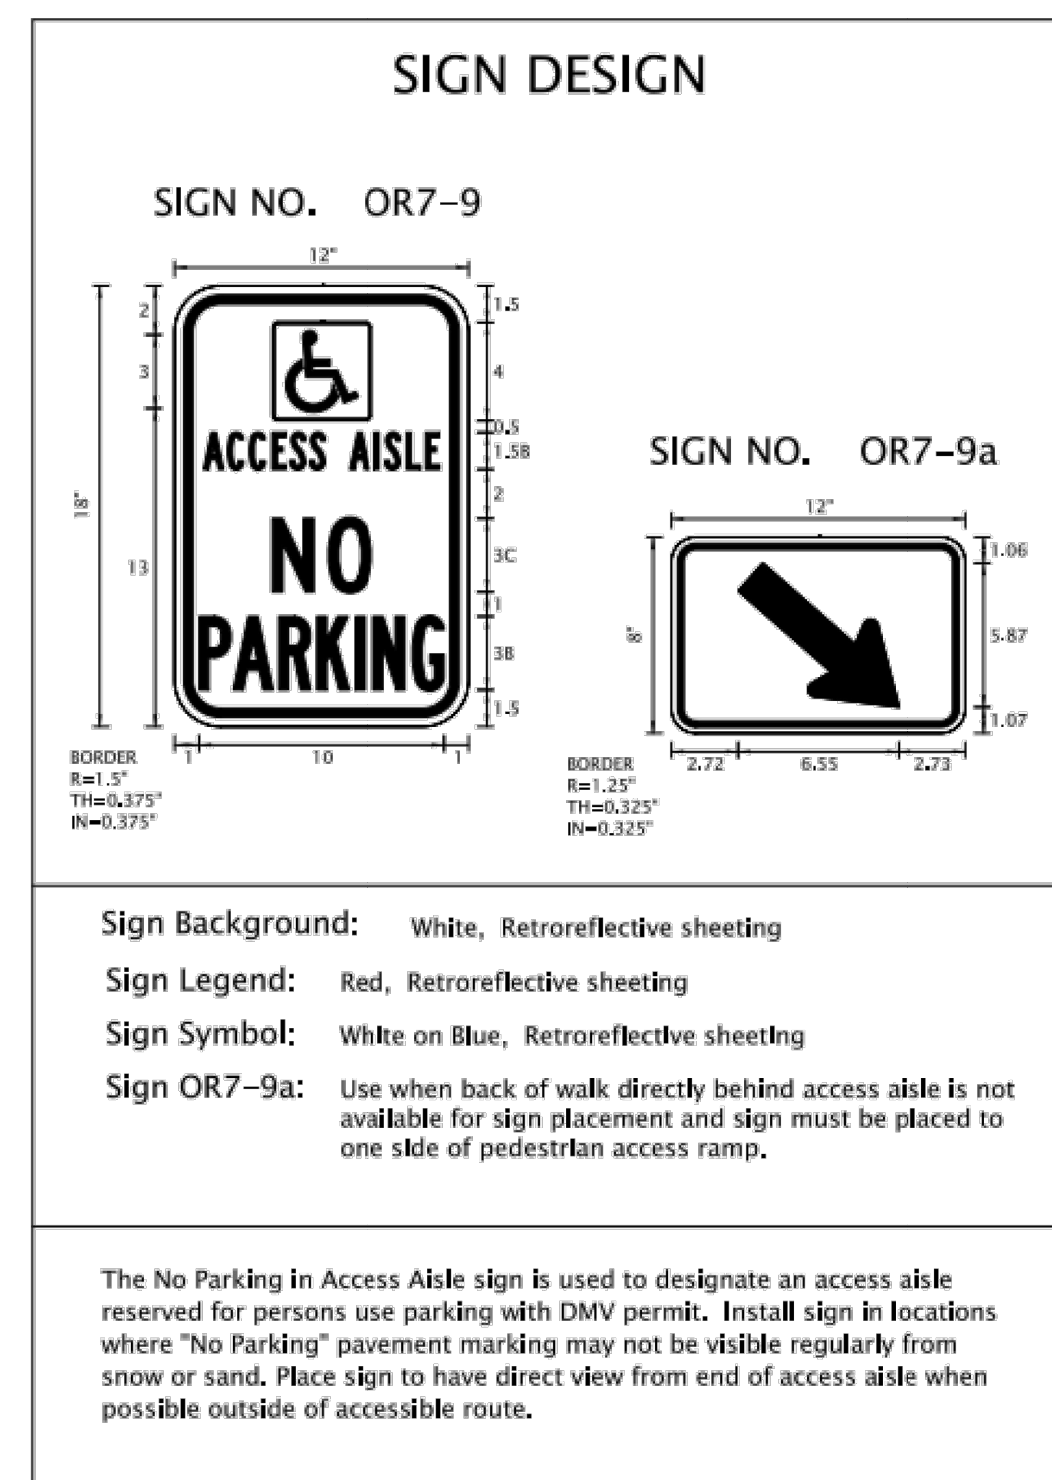 SIGN DESIGN
SIGN NO. OR7-9
12"
18"
2
3
13
1.5
4
0.5
1.5B
2
3C
1
3B
1.5
ACCESS AISLE
NO
PARKING
1 10 1
BORDER
R=1.5"
TH=0.375"
IN=0.375"
SIGN NO. OR7-9a
12"
8"
1.06
5.87
1.07
2.72 6.55 2.73
BORDER
R=1.25"
TH=0.325"
IN=0.325"
Sign Background: White, Retroreflective sheeting
Sign Legend: Red, Retroreflective sheeting
Sign Symbol: White on Blue, Retroreflective sheeting
Sign OR7-9a: Use when back of walk directly behind access aisle is not
available for sign placement and sign must be placed to
one side of pedestrian access ramp.
The No Parking in Access Aisle sign is used to designate an access aisle
reserved for persons use parking with DMV permit. Install sign in locations
where "No Parking" pavement marking may not be visible regularly from
snow or sand. Place sign to have direct view from end of access aisle when
possible outside of accessible route.